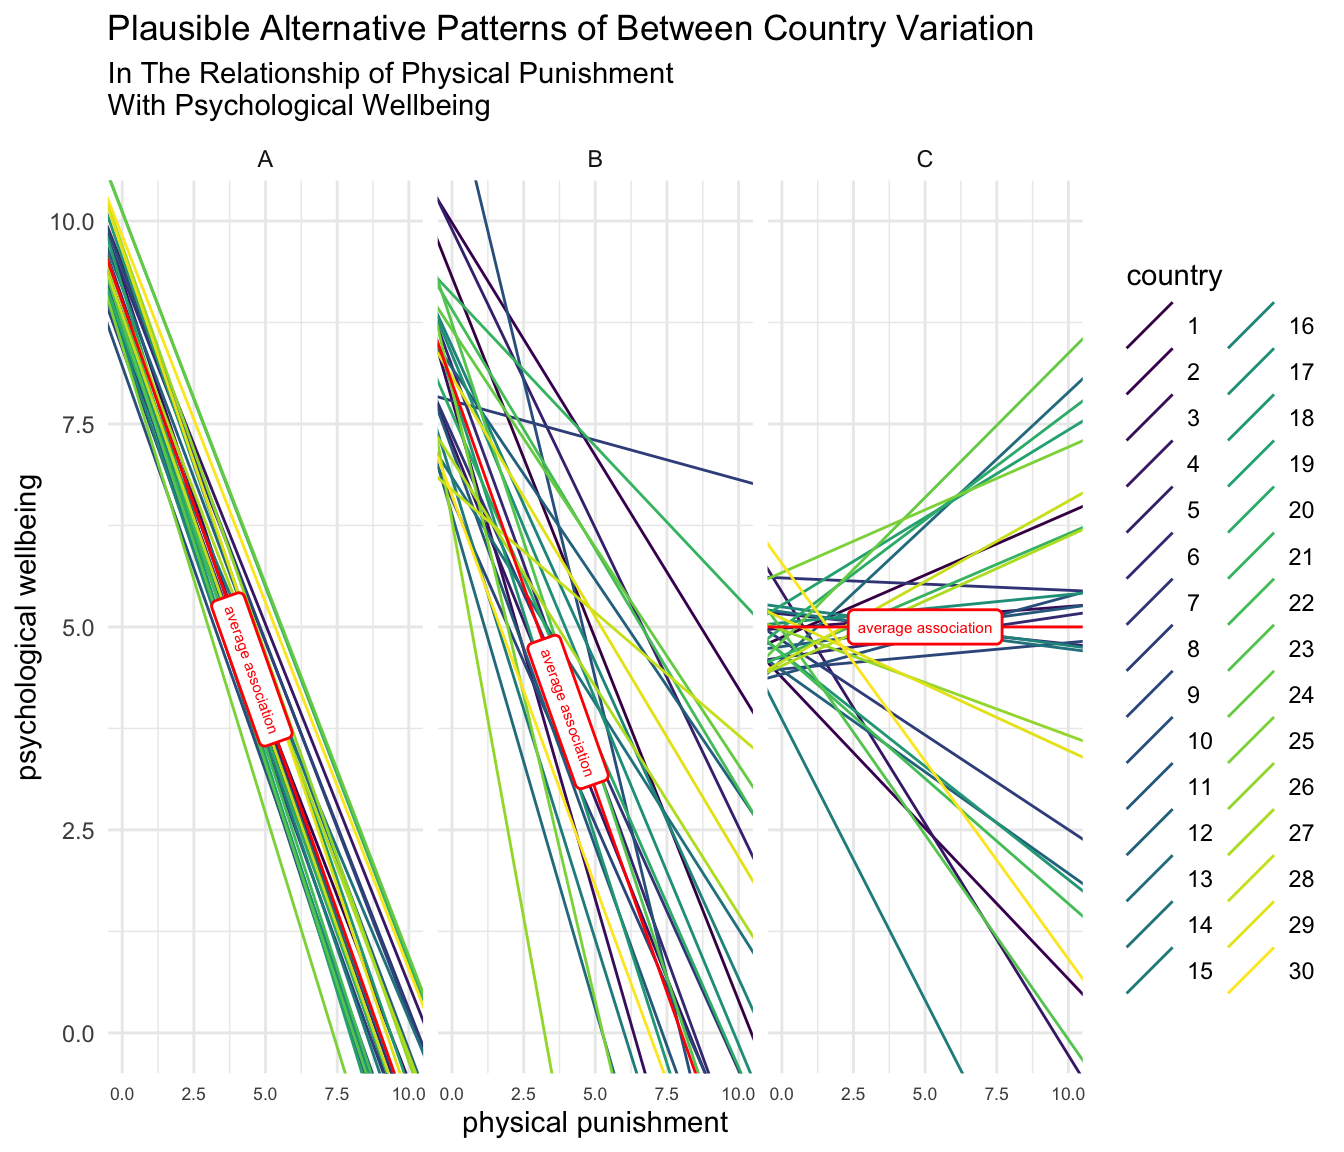 Plausible Alternative Patterns of Between Country Variation
In The Relationship of Physical Punishment
With Psychological Wellbeing
A
B
C
psychological wellbeing
10.0
7.5
5.0
2.5
0.0
average association
average association
average association
0.0 2.5 5.0 7.5 10.0
0.0 2.5 5.0 7.5 10.0
0.0 2.5 5.0 7.5 10.0
physical punishment
country
1
2
3
4
5
6
7
8
9
10
11
12
13
14
15
16
17
18
19
20
21
22
23
24
25
26
27
28
29
30